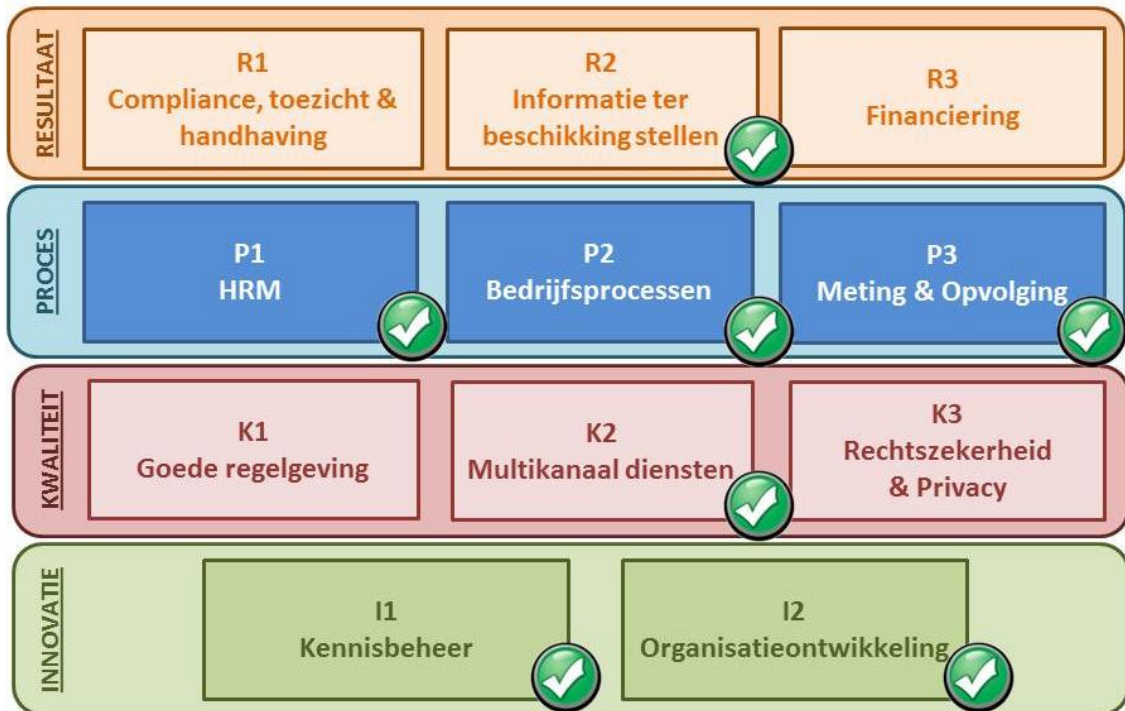 RESULTAAT
R1
Compliance, toezicht &
handhaving
R2
Informatie ter
beschikking stellen
R3
Financiering
PROCES
P1
HRM
P2
Bedrijfsprocessen
P3
Meting & Opvolging
KWALITEIT
K1
Goede regelgeving
K2
Multikanaal diensten
K3
Rechtszekerheid
& Privacy
INNOVATIE
I1
Kennisbeheer
I2
Organisatieontwikkeling